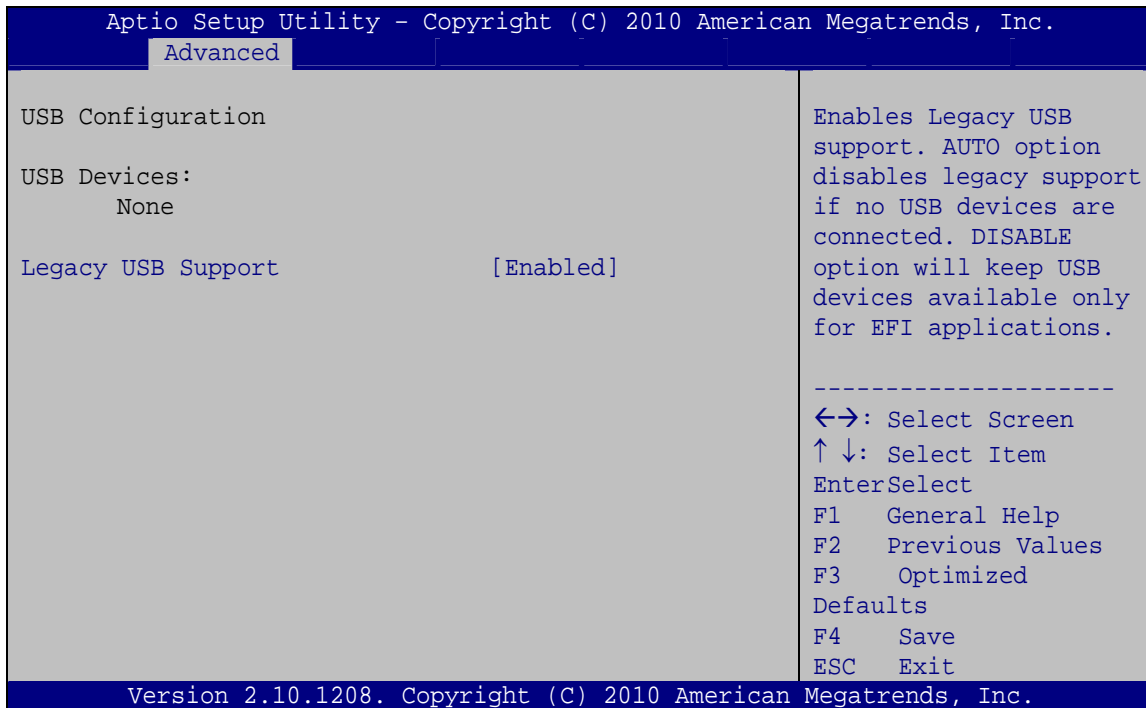 Aptio Setup Utility – Copyright (C) 2010 American Megatrends, Inc.
Advanced
USB Configuration
USB Devices:
None
Legacy USB Support [Enabled]
Enables Legacy USB
support. AUTO option
disables legacy support
if no USB devices are
connected. DISABLE
option will keep USB
devices available only
for EFI applications.
---------------------
←→: Select Screen
↑ ↓: Select Item
EnterSelect
F1 General Help
F2 Previous Values
F3 Optimized
Defaults
F4 Save
ESC Exit
Version 2.10.1208. Copyright (C) 2010 American Megatrends, Inc.